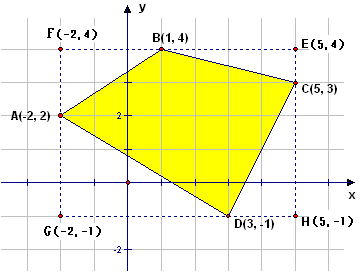 y
F(-2, 4)
B(1, 4)
E(5, 4)
C(5, 3)
A(-2, 2)
2
x
G(-2, -1)
D(3, -1)
H(5, -1)
-2